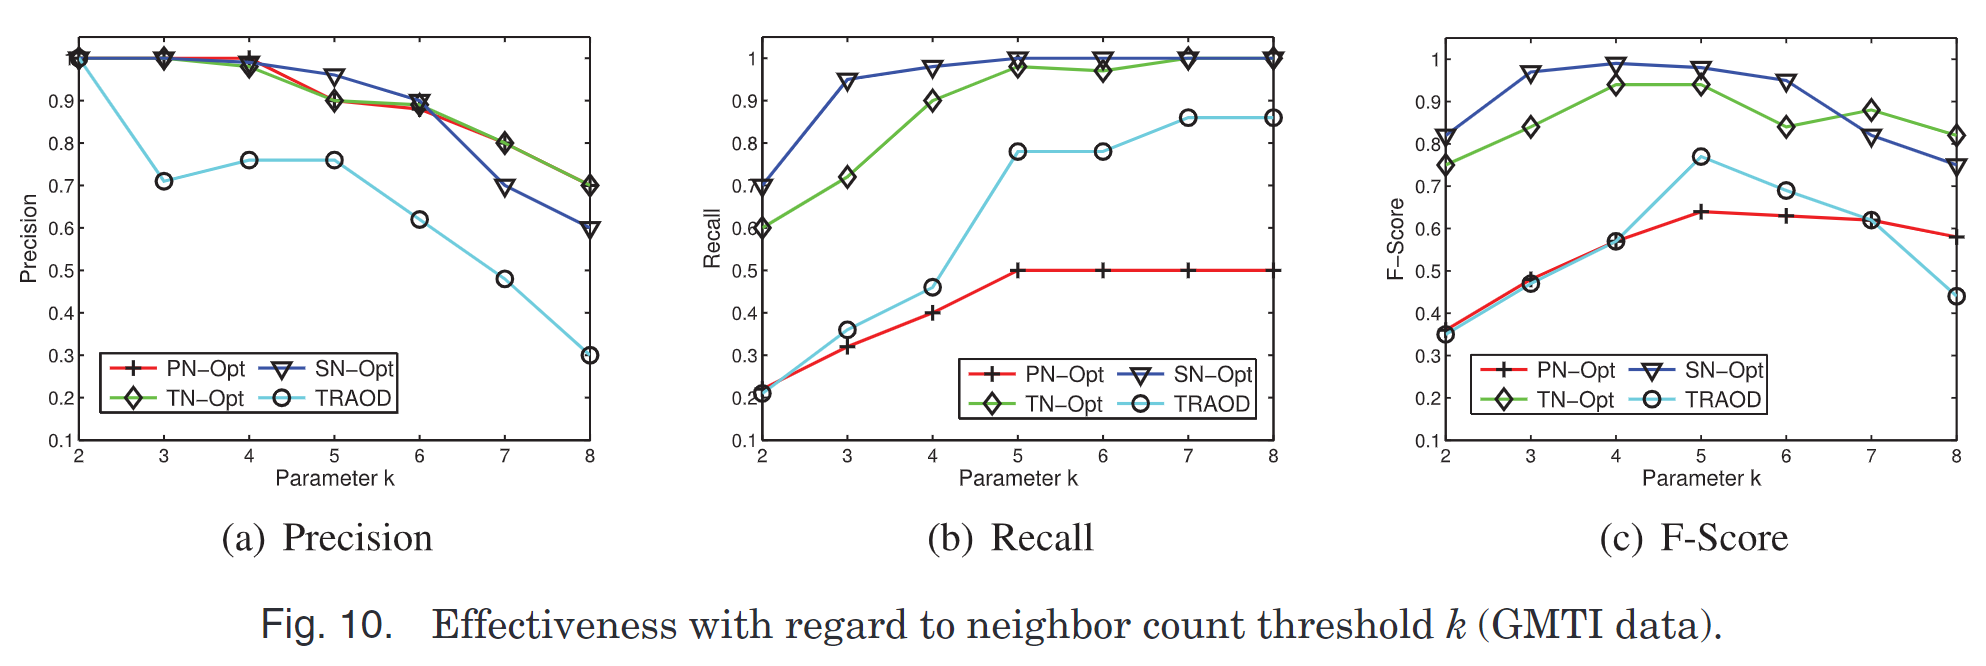 1
0.9
0.8
0.7
0.6
0.5
0.4
0.3
0.2
0.1
Precision
2 3 4 5 6 7 8
Parameter k
PN-Opt SN-Opt
TN-Opt TRAOD
(a) Precision
1
0.9
0.8
0.7
0.6
0.5
0.4
0.3
0.2
0.1
Recall
2 3 4 5 6 7 8
Parameter k
PN-Opt SN-Opt
TN-Opt TRAOD
(b) Recall
1
0.9
0.8
0.7
0.6
0.5
0.4
0.3
0.2
0.1
F-Score
2 3 4 5 6 7 8
Parameter k
PN-Opt SN-Opt
TN-Opt TRAOD
(c) F-Score
Fig. 10. Effectiveness with regard to neighbor count threshold k (GMTI data).